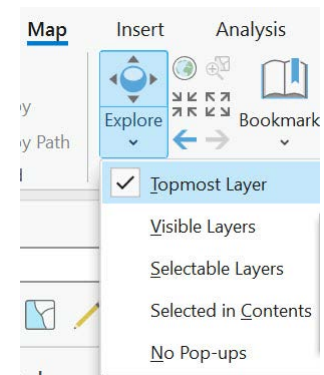 Map Insert Analysis
Explore
Bookmark
y
y Path
Topmost Layer
Visible Layers
Selectable Layers
Selected in Contents
No Pop-ups